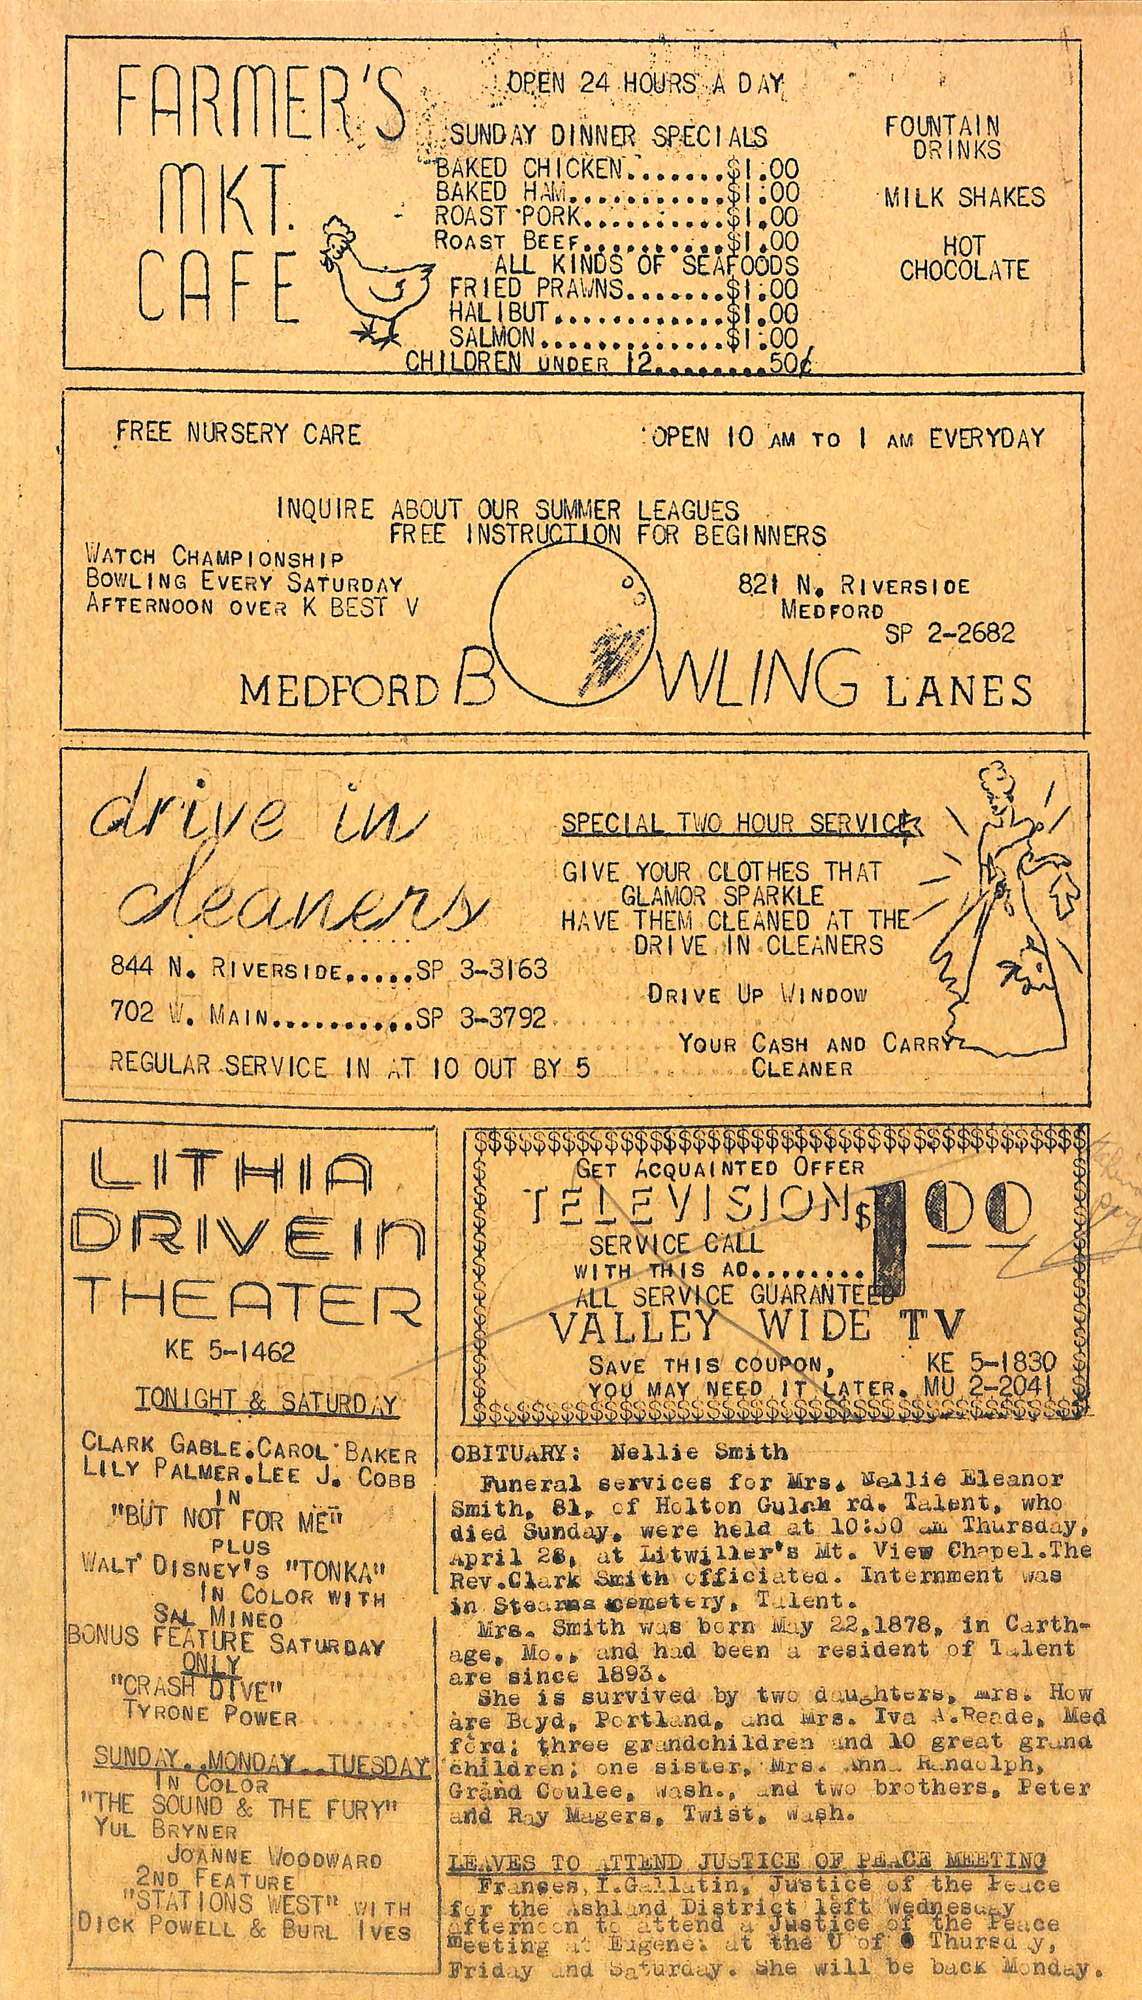 FARMER'S
MKT.
CAFE
OPEN 24 HOURS A DAY
SUNDAY DINNER SPECIALS
BAKED CHICKEN.......$1.00
BAKED HAM...........$1.00
ROAST PORK..........$1.00
ROAST BEEF..........$1.00
ALL KINDS OF SEAFOODS
FRIED PRAWNS.......$1.00
HALIBUT............$1.00
SALMON.............$1.00
CHILDREN UNDER 12........50¢
FOUNTAIN
DRINKS
MILK SHAKES
HOT
CHOCOLATE
FREE NURSERY CARE
OPEN 10 AM TO 1 AM EVERYDAY
INQUIRE ABOUT OUR SUMMER LEAGUES
FREE INSTRUCTION FOR BEGINNERS
WATCH CHAMPIONSHIP
BOWLING EVERY SATURDAY
AFTERNOON OVER K BEST V
821 N. RIVERSIDE
MEDFORD
SP 2-2682
MEDFORD BOWLING LANES
drive in
cleaners
844 N. RIVERSIDE.....SP 3-3163
702 W. MAIN..........SP 3-3792
REGULAR SERVICE IN AT 10 OUT BY 5
SPECIAL TWO HOUR SERVICE
GIVE YOUR CLOTHES THAT
GLAMOR SPARKLE
HAVE THEM CLEANED AT THE
DRIVE IN CLEANERS
DRIVE UP WINDOW
YOUR CASH AND CARRY
CLEANER
LITHIA
DRIVEIN
THEATER
KE 5-1462
TONIGHT & SATURDAY
CLARK GABLE.CAROL BAKER
LILY PALMER.LEE J. COBB
IN
"BUT NOT FOR ME"
PLUS
WALT DISNEY'S "TONKA"
IN COLOR WITH
SAL MINEO
BONUS FEATURE SATURDAY
ONLY
"CRASH DIVE"
TYRONE POWER
SUNDAY..MONDAY..TUESDAY
IN COLOR
"THE SOUND & THE FURY"
YUL BRYNER
JOANNE WOODWARD
2ND FEATURE
"STATIONS WEST" WITH
DICK POWELL & BURL IVES
GET ACQUAINTED OFFER
TELEVISION $1.00
SERVICE CALL
WITH THIS AD........
ALL SERVICE GUARANTEED
VALLEY WIDE TV
SAVE THIS COUPON, KE 5-1830
YOU MAY NEED IT LATER. MU 2-2041
OBITUARY: Nellie Smith
Funeral services for Mrs. Nellie Eleanor
Smith, 81, of Holton Gulch rd. Talent, who
died Sunday, were held at 10:30 am Thursday,
April 28, at Litwiller's Mt. View Chapel.The
Rev.Clark Smith officiated. Internment was
in Stearns cemetery, Talent.
Mrs. Smith was born May 22,1878, in Carth-
age, Mo., and had been a resident of Talent
are since 1893.
She is survived by two daughters, Mrs. How
are Boyd, Portland, and Mrs. Iva A.Reade, Med
ford; three grandchildren and 10 great grand
children; one sister, Mrs. Ann Randolph,
Grand Coulee, Wash., and two brothers, Peter
and Ray Magers, Twist, Wash.
LEAVES TO ATTEND JUSTICE OF PEACE MEETING
Franses I.Gallatin, Justice of the Peace
for the Ashland District left Wednesday
afternoon to attend a Justice of the Peace
meeting at Eugene: at the U of O Thursday,
Friday and Saturday. She will be back Monday.